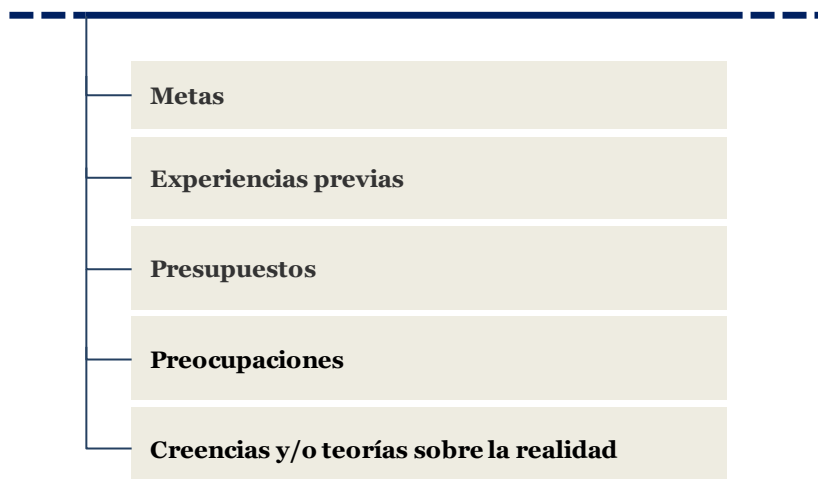 Metas
Experiencias previas
Presupuestos
Preocupaciones
Creencias y/o teorías sobre la realidad